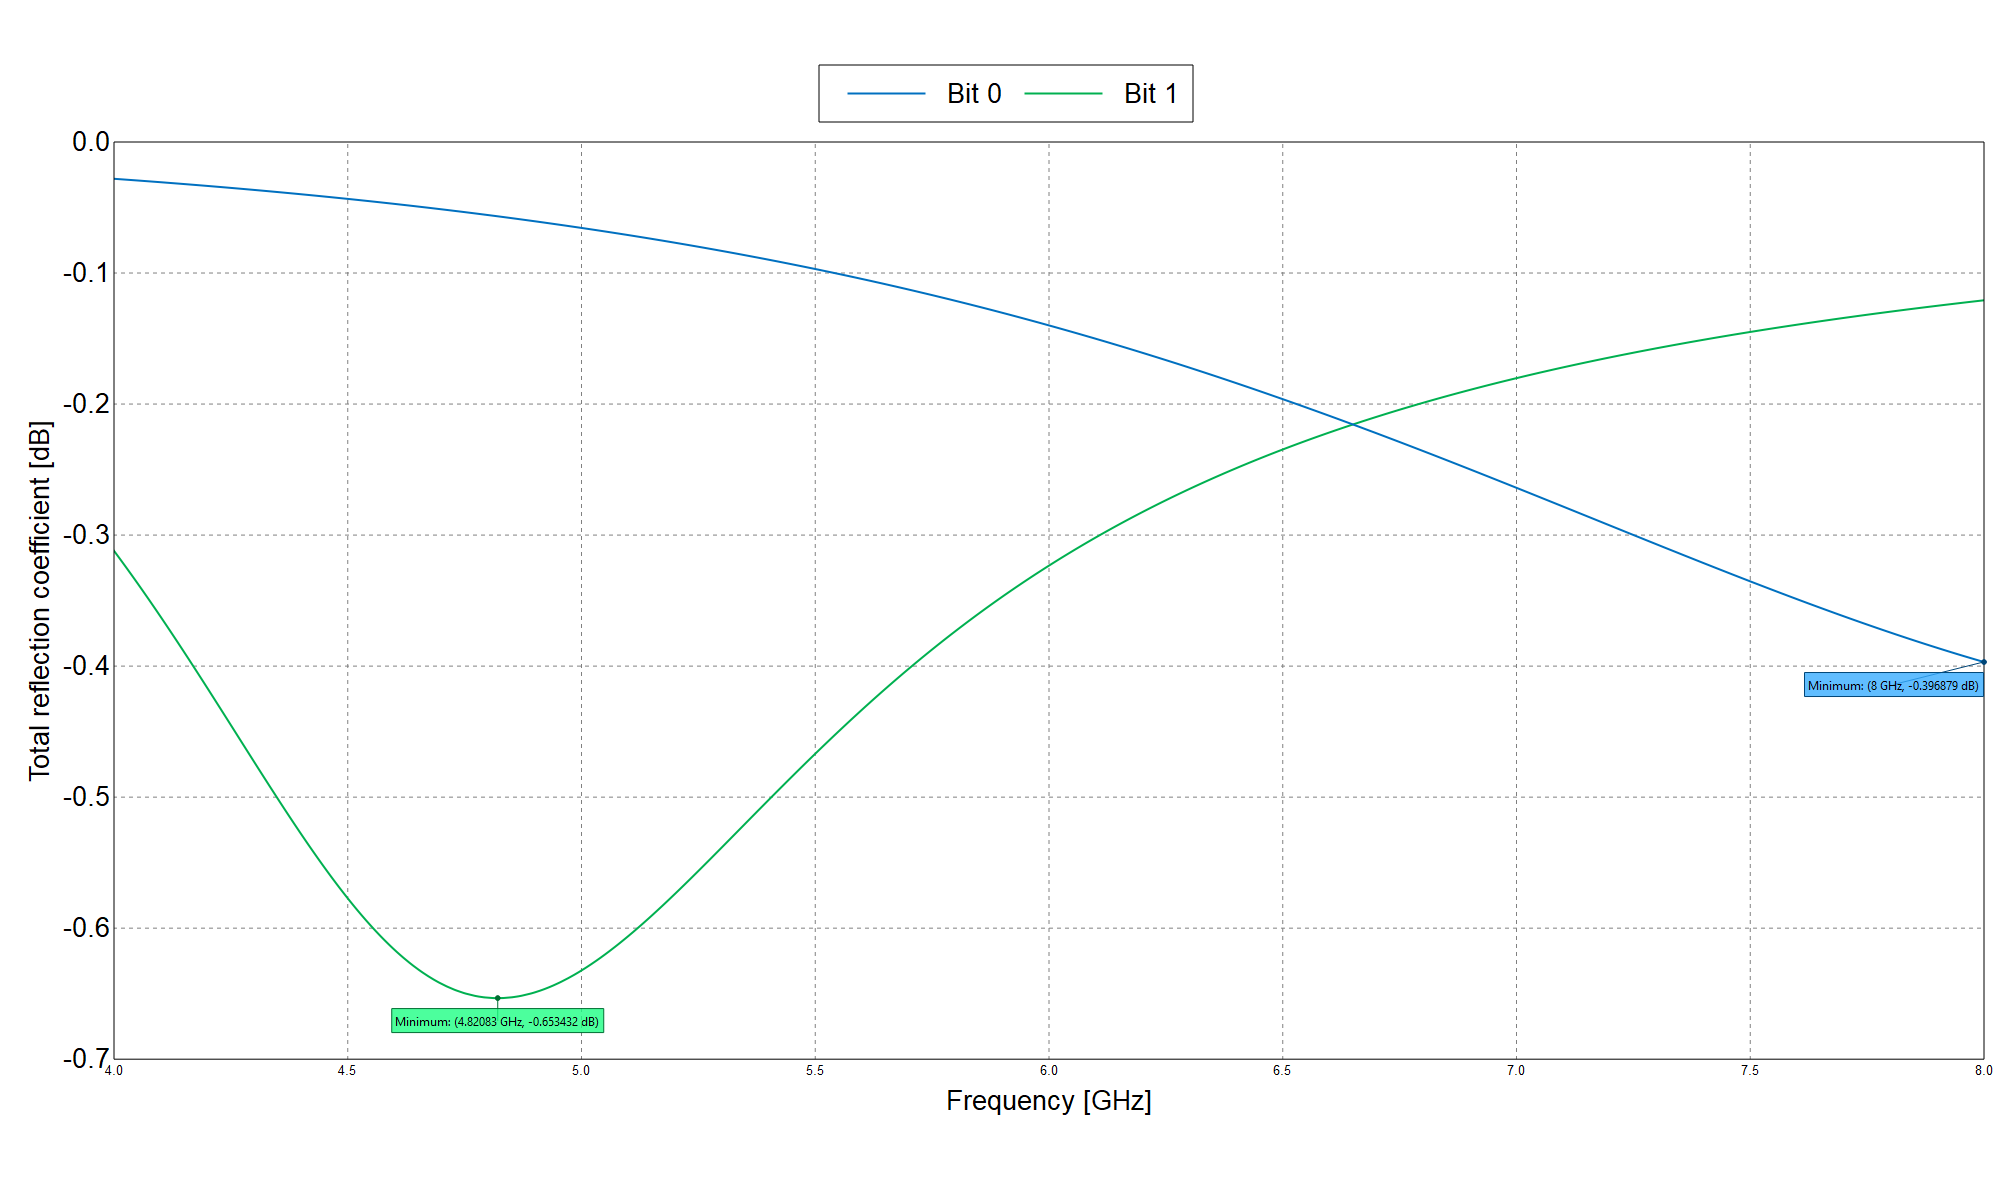 Bit 0 Bit 1
0.0
-0.1
-0.2
-0.3
-0.4
-0.5
-0.6
-0.7
Total reflection coefficient [dB]
Minimum: (8 GHz, -0.396879 dB)
Minimum: (4.82083 GHz, -0.653432 dB)
4.0 4.5 5.0 5.5 6.0 6.5 7.0 7.5 8.0
Frequency [GHz]